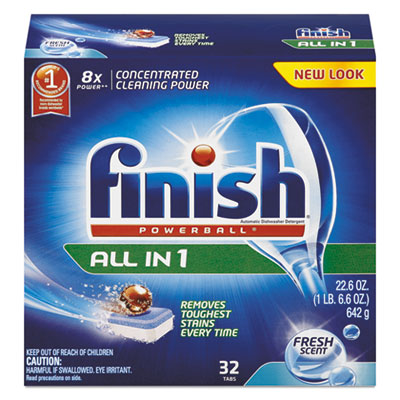 finish
ALL IN 1
REMOVES
TOUGHEST
STAINS
EVERY TIME
#1
8x
POWER**
CONCENTRATED
CLEANING POWER
NEW LOOK
finish
POWERBALL®
Automatic Dishwasher Detergent
ALL IN 1
22.6 OZ.
(1 LB. 6.6 OZ.)
642 g
REMOVES
TOUGHEST
STAINS
EVERY TIME
FRESH
SCENT
KEEP OUT OF REACH OF CHILDREN
CAUTION:
HARMFUL IF SWALLOWED. EYE IRRITANT.
Read precautions on side.
32
TABS